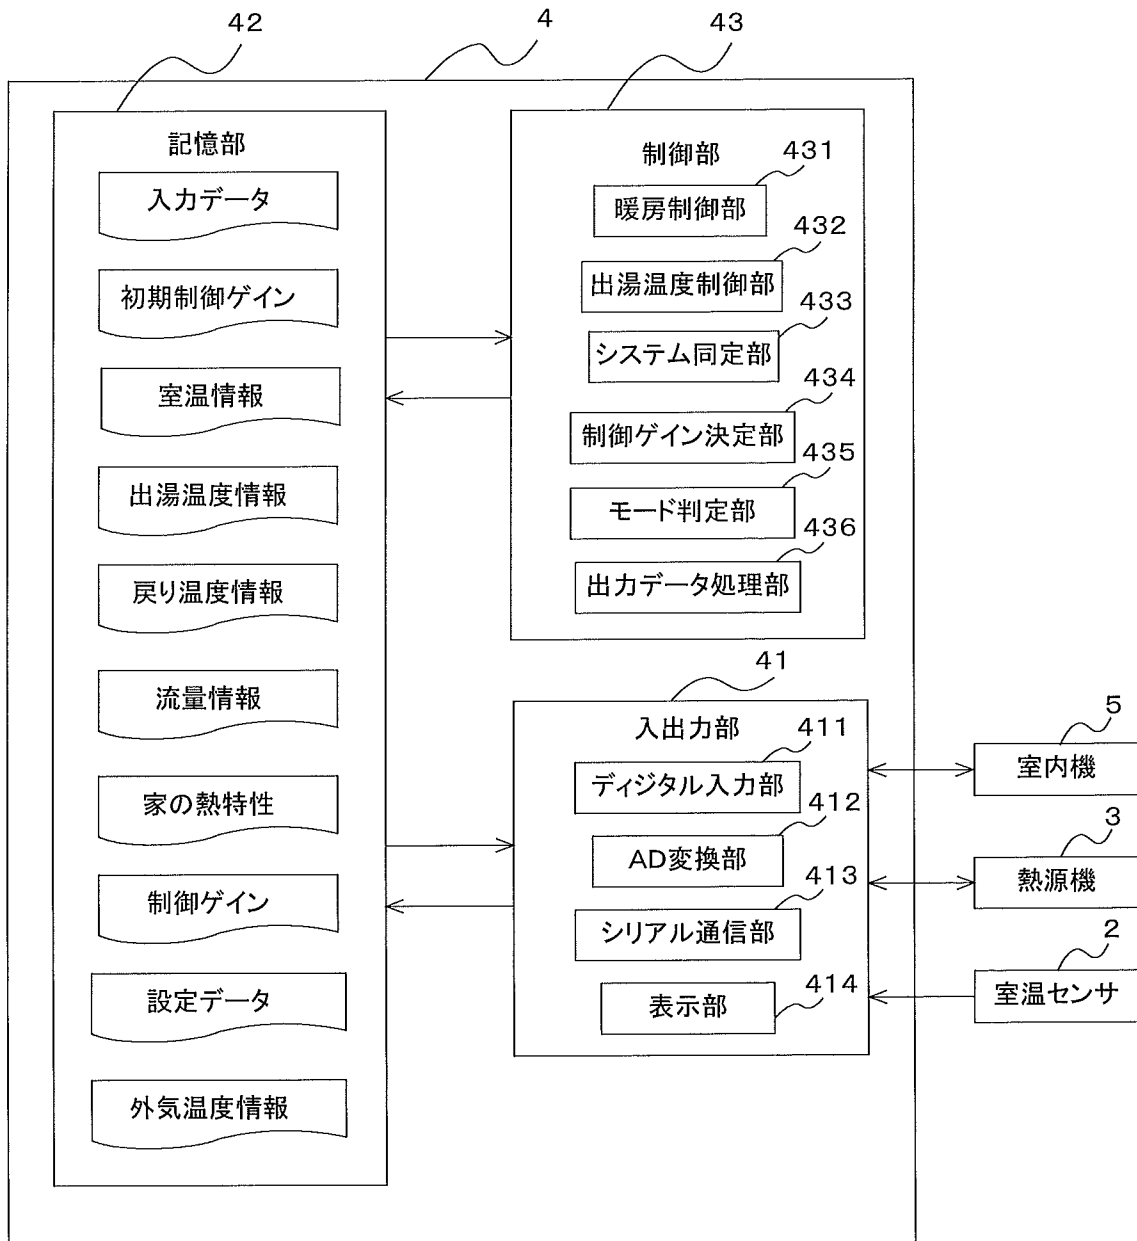 42
4
43
記憶部
入力データ
初期制御ゲイン
室温情報
出湯温度情報
戻り温度情報
流量情報
家の熱特性
制御ゲイン
設定データ
外気温度情報
制御部
431
暖房制御部
432
出湯温度制御部
433
システム同定部
434
制御ゲイン決定部
435
モード判定部
436
出力データ処理部
41
入出力部
411
ディジタル入力部
412
AD変換部
413
シリアル通信部
414
表示部
5
室内機
3
熱源機
2
室温センサ